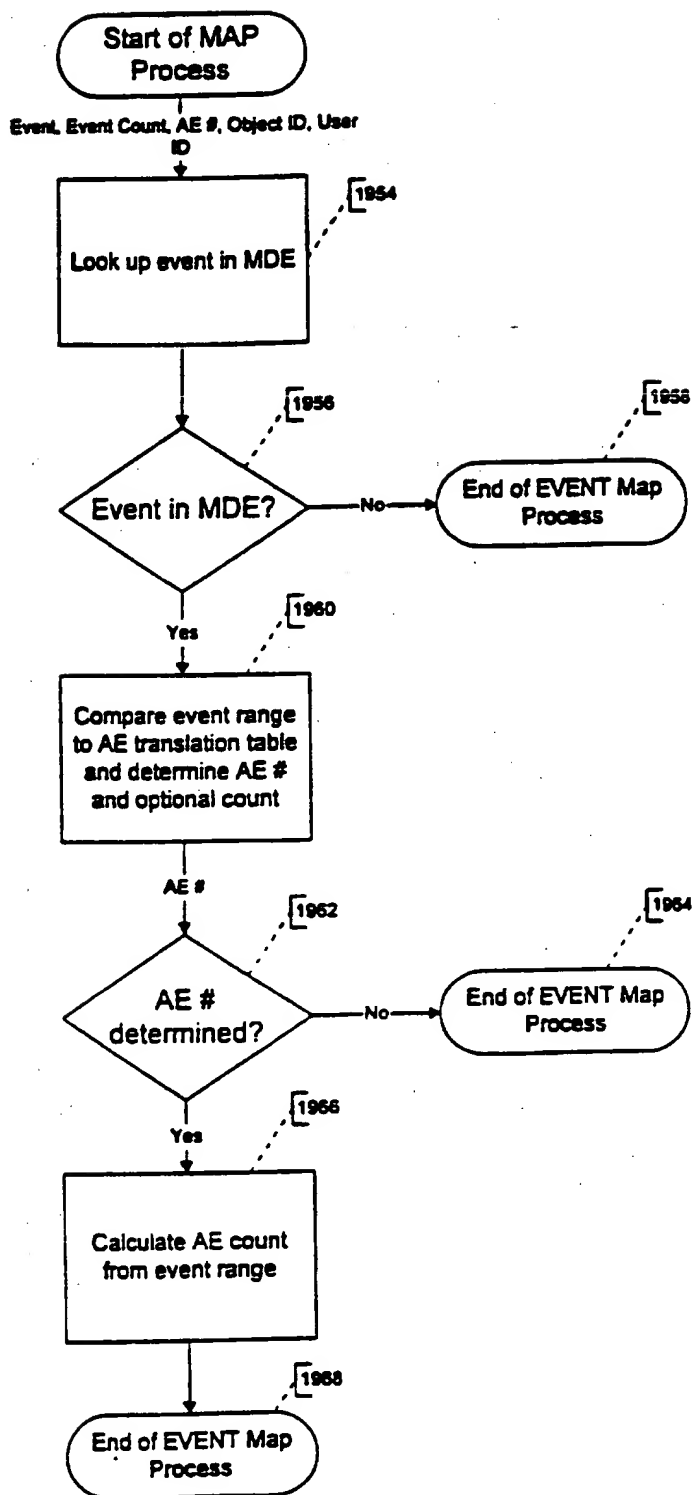 Start of MAP
Process
Event, Event Count, AE #, Object ID, User
ID
1954
Look up event in MDE
1956
1958
Event in MDE?
No
End of EVENT Map
Process
Yes
1960
Compare event range
to AE translation table
and determine AE #
and optional count
AE #
1962
1964
AE #
determined?
No
End of EVENT Map
Process
Yes
1966
Calculate AE count
from event range
1968
End of EVENT Map
Process